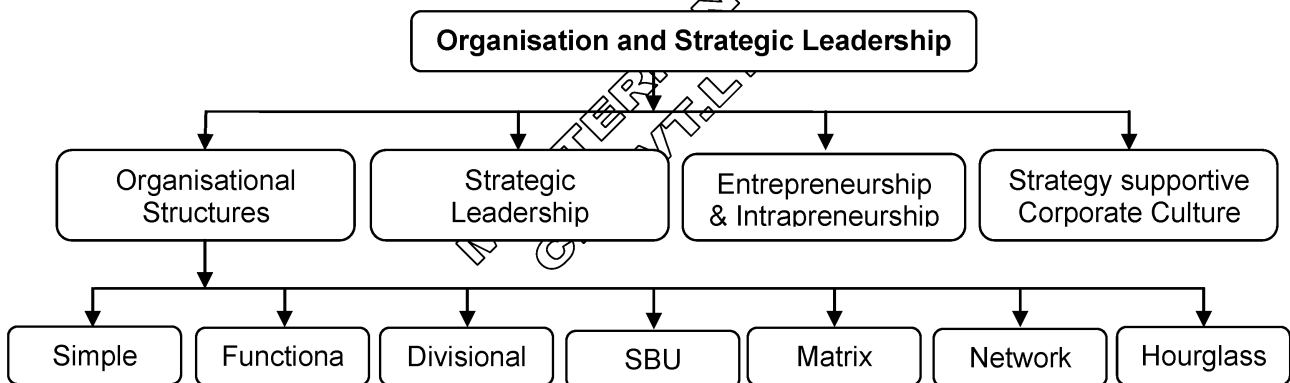 Organisation and Strategic Leadership
Organisational
Structures
Strategic
Leadership
Entrepreneurship
& Intrapreneurship
Strategy supportive
Corporate Culture
Simple
Functiona
Divisional
SBU
Matrix
Network
Hourglass